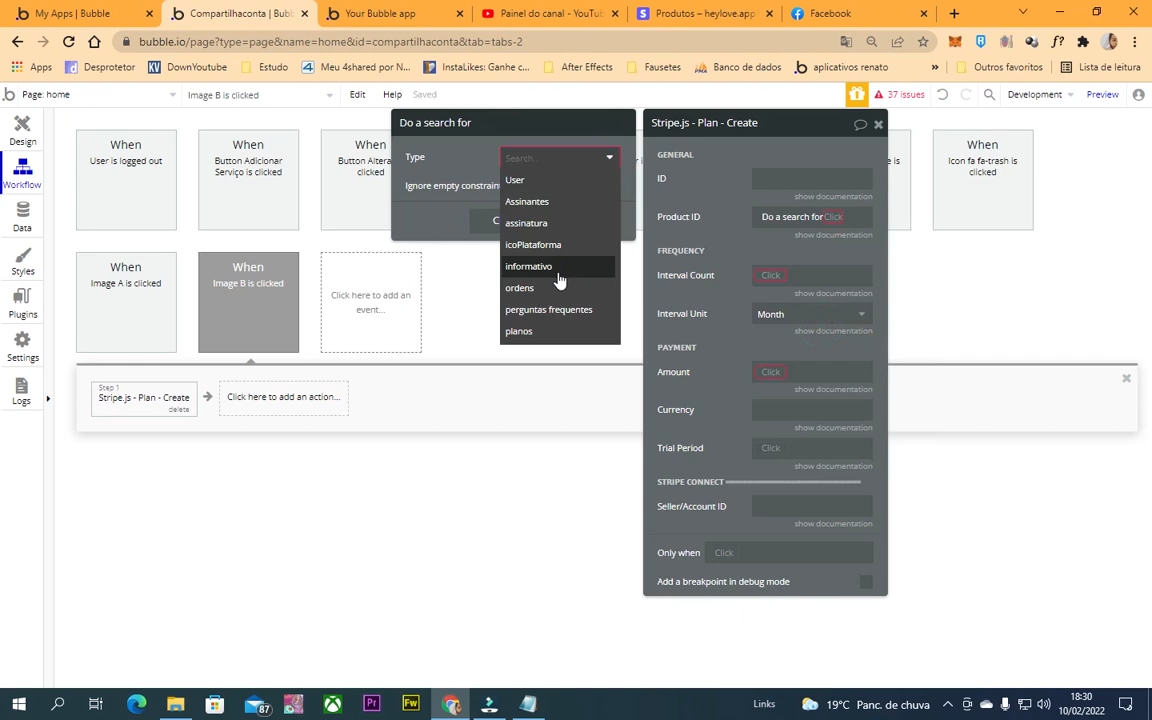 My Apps | Bubble
Compartilhaconta | Bubb
Your Bubble app
Painel do canal - YouTub
Produtos – heylove.app
Facebook
bubble.io/page?type=page&name=home&id=compartilhaconta&tab=tabs-2
Apps
Desprotetor
DownYoutube
Estudo
Meu 4shared por N...
InstaLikes: Ganhe c...
After Effects
Fausetes
Banco de dados
aplicativos renato
»
Outros favoritos
Lista de leitura
Page: home
Image B is clicked
Edit
Help
Saved
37 issues
Development
Preview
Design
Workflow
Data
Styles
Plugins
Settings
Logs
When
User is logged out
When
Button Adicionar
Serviço is clicked
When
Button Altera
clicked
e is
When
Icon fa fa-trash is
clicked
When
Image A is clicked
When
Image B is clicked
Click here to add an
event...
Do a search for
Type
Search...
Ignore empty constraint
C
User
Assinantes
assinatura
icoPlataforma
informativo
ordens
perguntas frequentes
planos
Stripe.js - Plan - Create
GENERAL
ID
show documentation
Product ID
Do a search for Click
show documentation
FREQUENCY
Interval Count
Click
show documentation
Interval Unit
Month
show documentation
PAYMENT
Amount
Click
show documentation
Currency
show documentation
Trial Period
Click
show documentation
STRIPE CONNECT
Seller/Account ID
show documentation
Only when
Click
Add a breakpoint in debug mode
Step 1
Stripe.js - Plan - Create
delete
Click here to add an action...
87
Links
19°C Panc. de chuva
18:30
10/02/2022